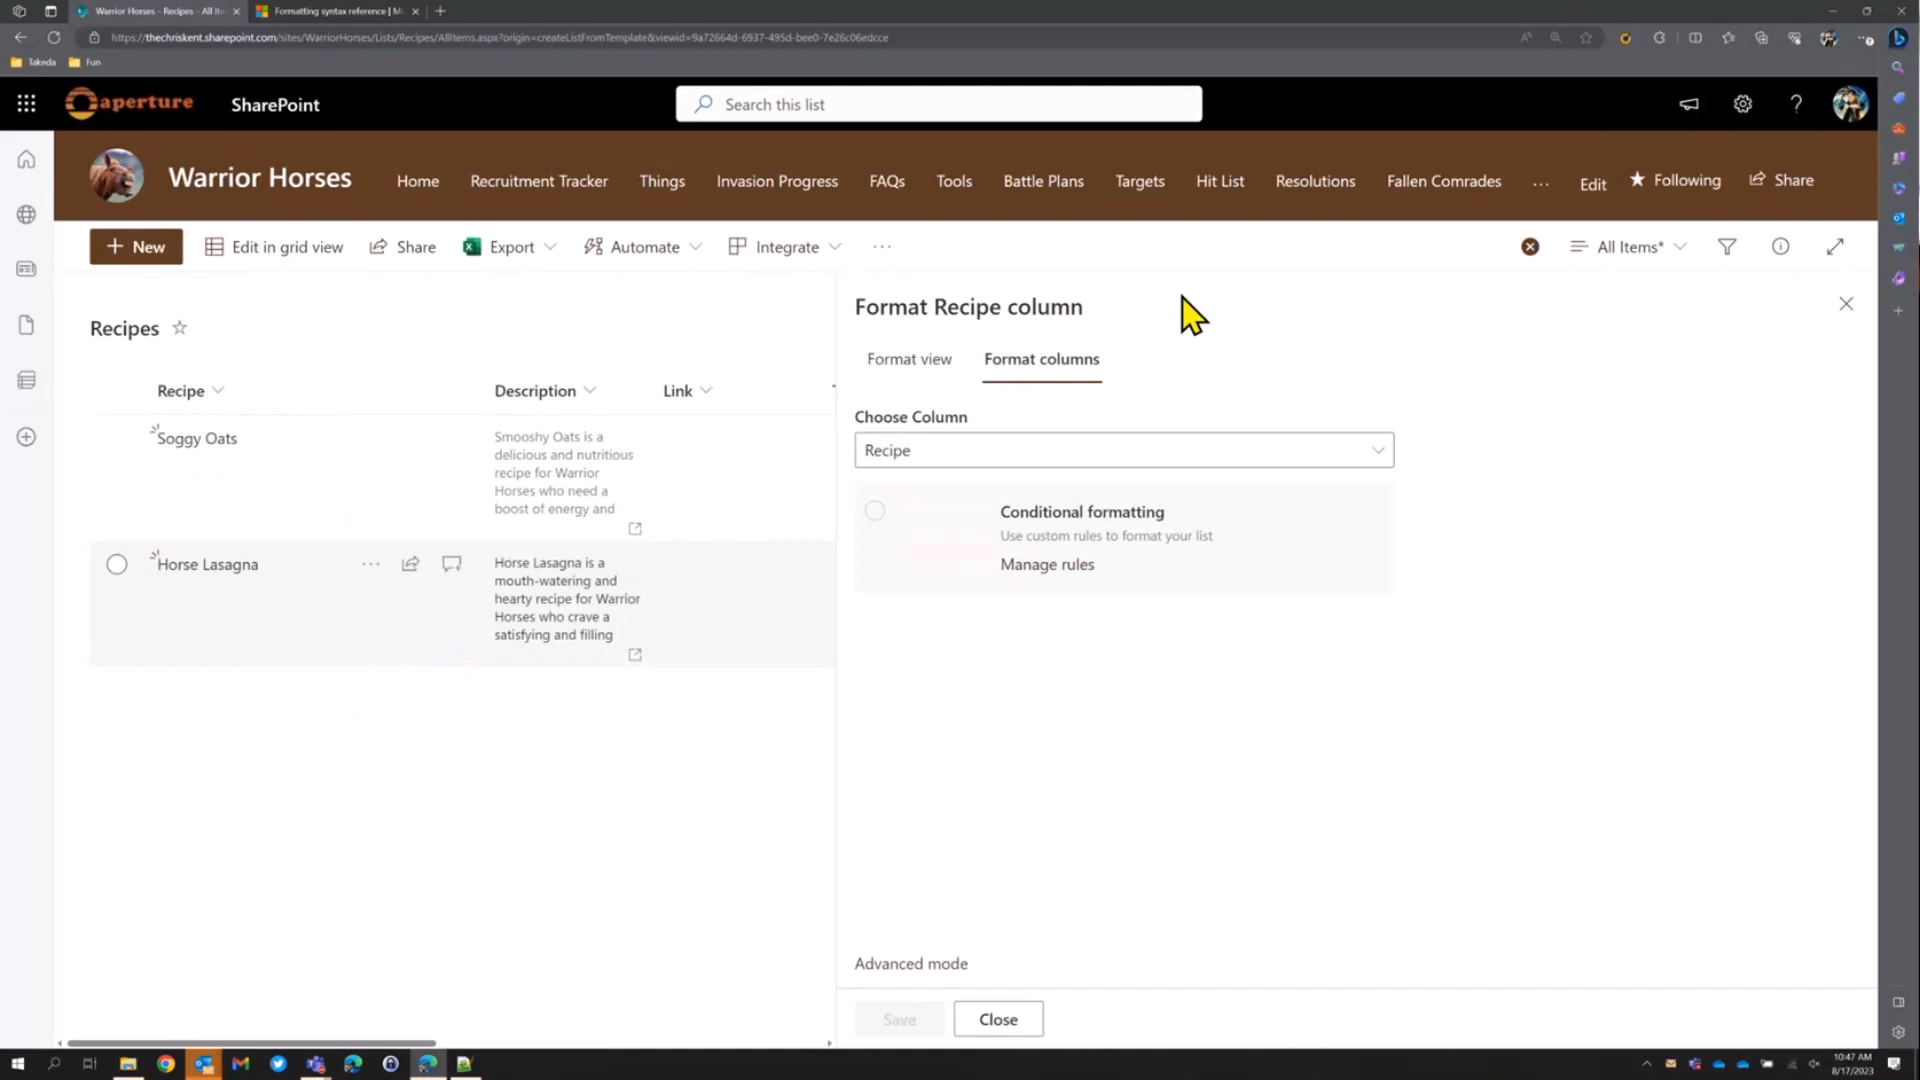 Warrior Horses - Recipes - All It
Formatting syntax reference | M
https://thechriskent.sharepoint.com/sites/WarriorHorses/Lists/Recipes/AllItems.aspx?origin=createListFromTemplate&viewid=9a72664d-6937-495d-bee0-7e26c06edcce
Takeda
Fun
aperture
SharePoint
Search this list
Warrior Horses
Home
Recruitment Tracker
Things
Invasion Progress
FAQs
Tools
Battle Plans
Targets
Hit List
Resolutions
Fallen Comrades
...
Edit
Following
Share
+ New
Edit in grid view
Share
Export
Automate
Integrate
...
All Items*
Recipes
Recipe
Description
Link
Soggy Oats
Smooshy Oats is a
delicious and nutritious
recipe for Warrior
Horses who need a
boost of energy and
Horse Lasagna
...
Horse Lasagna is a
mouth-watering and
hearty recipe for Warrior
Horses who crave a
satisfying and filling
Format Recipe column
Format view
Format columns
Choose Column
Recipe
Conditional formatting
Use custom rules to format your list
Manage rules
Advanced mode
Save
Close
10:47 AM
8/17/2023